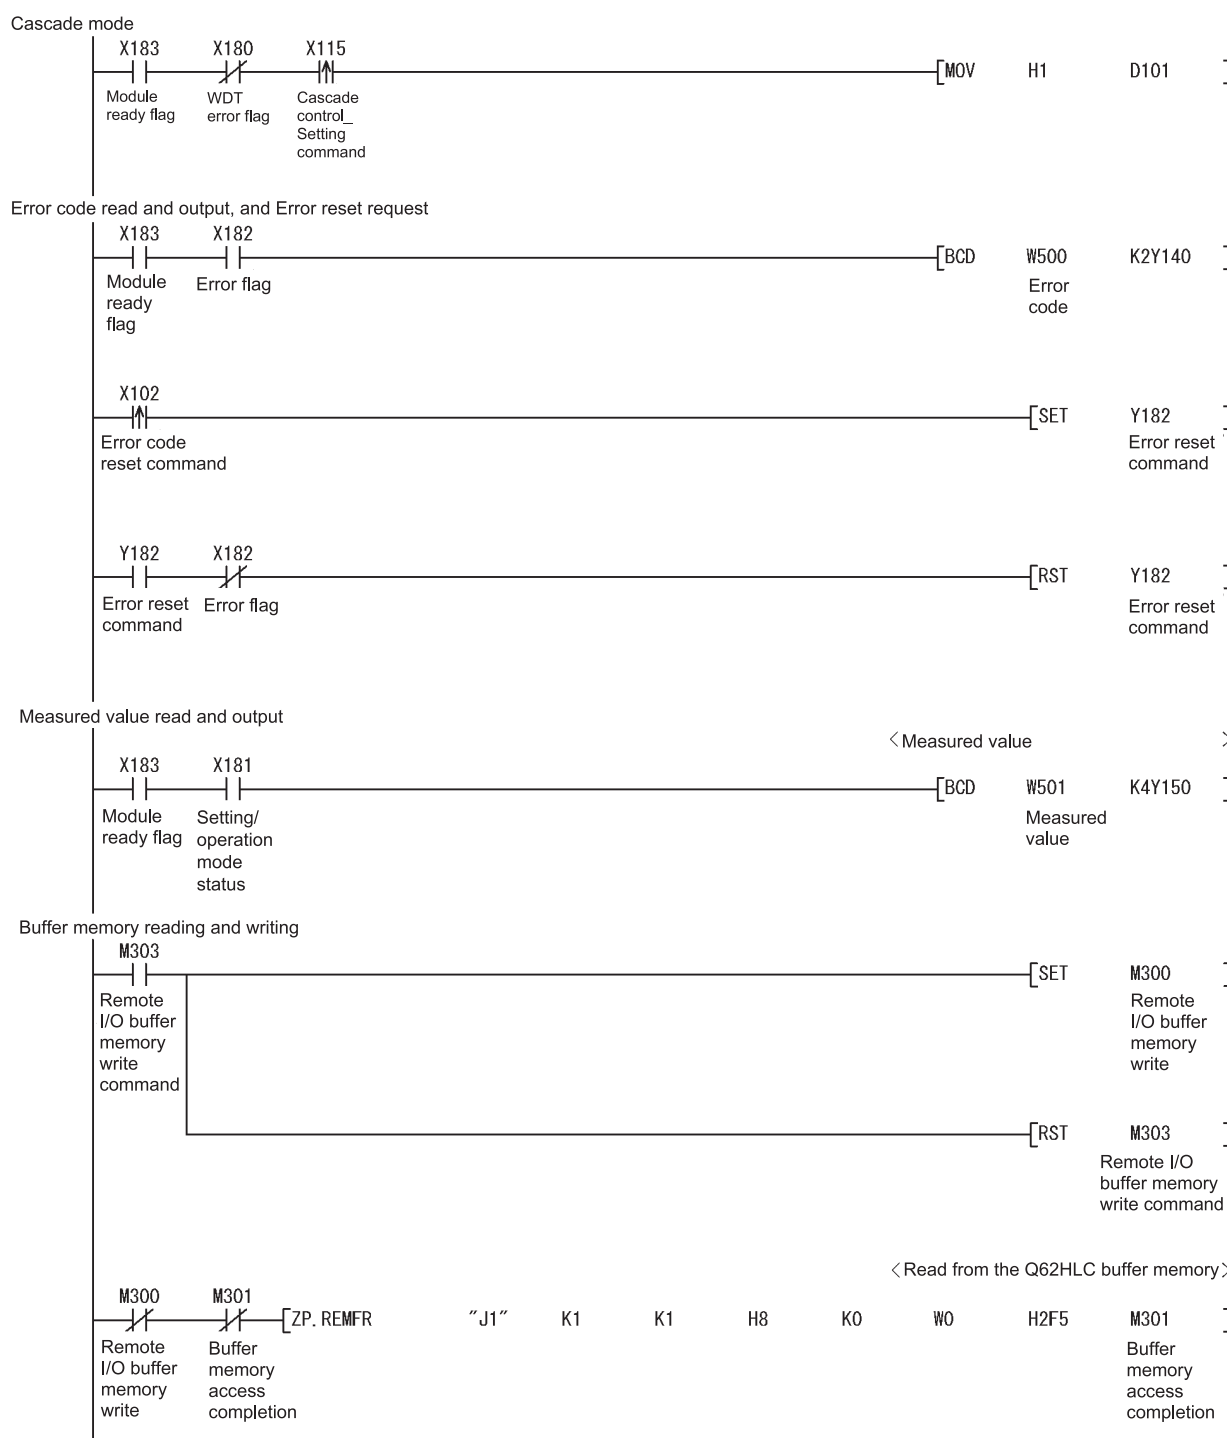 Cascade mode
X183 X180 X115
[MOV H1 D101 ]
Module ready flag
WDT error flag
Cascade control_ Setting command
Error code read and output, and Error reset request
X183 X182
[BCD W500 K2Y140 ]
Module ready flag
Error flag
Error code
X102
[SET Y182 ]
Error code reset command
Error reset command
Y182 X182
[RST Y182 ]
Error reset command
Error flag
Error reset command
Measured value read and output
<Measured value >
X183 X181
[BCD W501 K4Y150 ]
Module ready flag
Setting/ operation mode status
Measured value
Buffer memory reading and writing
M303
[SET M300 ]
Remote I/O buffer memory write command
Remote I/O buffer memory write
[RST M303 ]
Remote I/O buffer memory write command
<Read from the Q62HLC buffer memory>
M300 M301
[ZP.REMFR "J1" K1 K1 H8 K0 W0 H2F5 M301 ]
Remote I/O buffer memory write
Buffer memory access completion
Buffer memory access completion